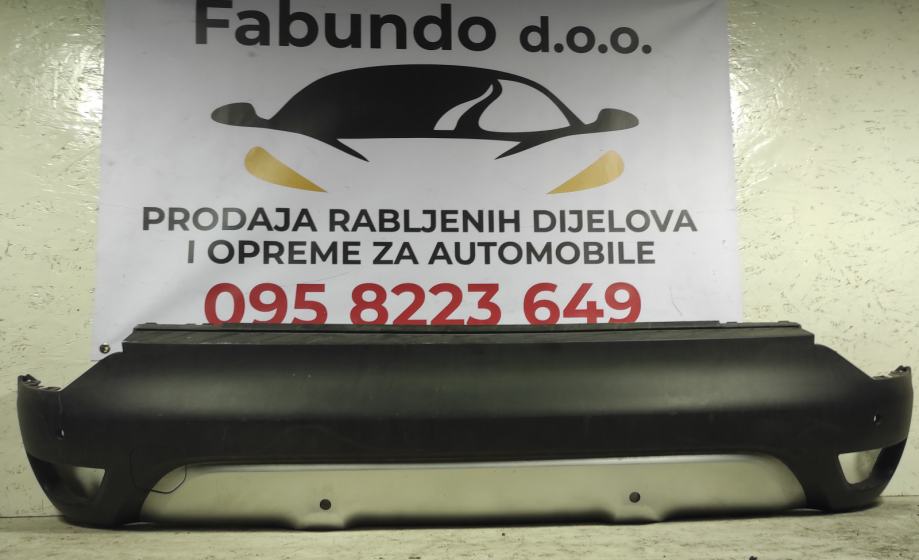 Fabundo d.o.o.
PRODAJA RABLJENIH DIJELOVA
I OPREME ZA AUTOMOBILE
095 8223 649